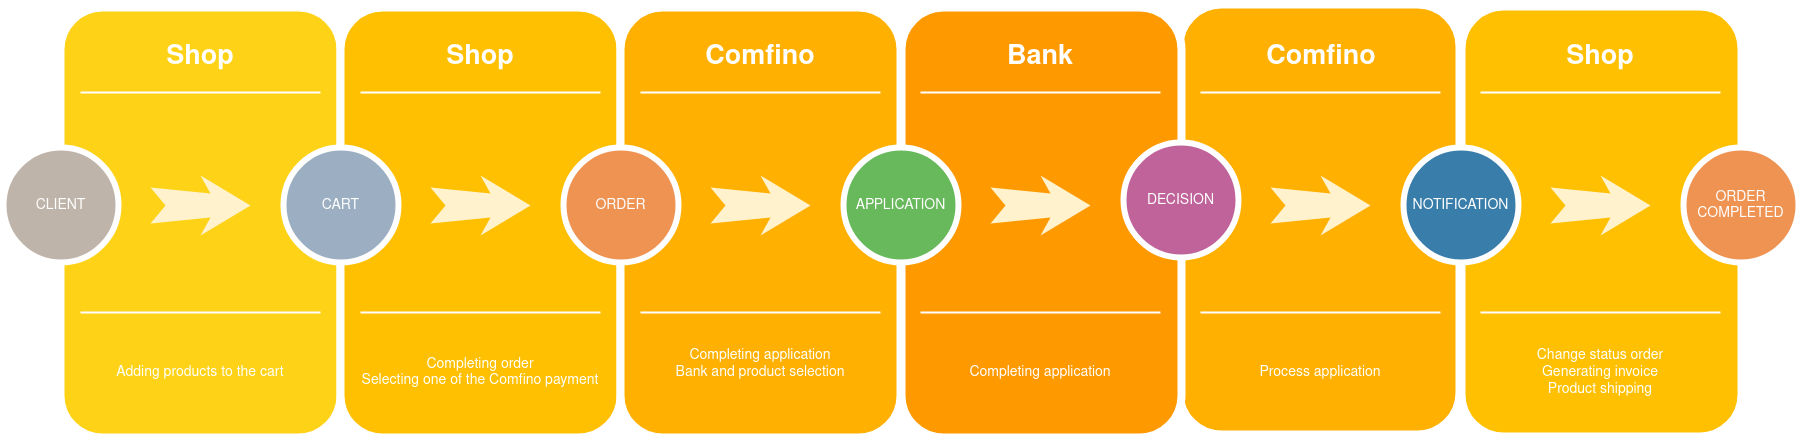 Shop
Shop
Comfino
Bank
Comfino
Shop
CLIENT
CART
ORDER
APPLICATION
DECISION
NOTIFICATION
ORDER
COMPLETED
Adding products to the cart
Completing order
Selecting one of the Comfino payment
Completing application
Bank and product selection
Completing application
Process application
Change status order
Generating invoice
Product shipping